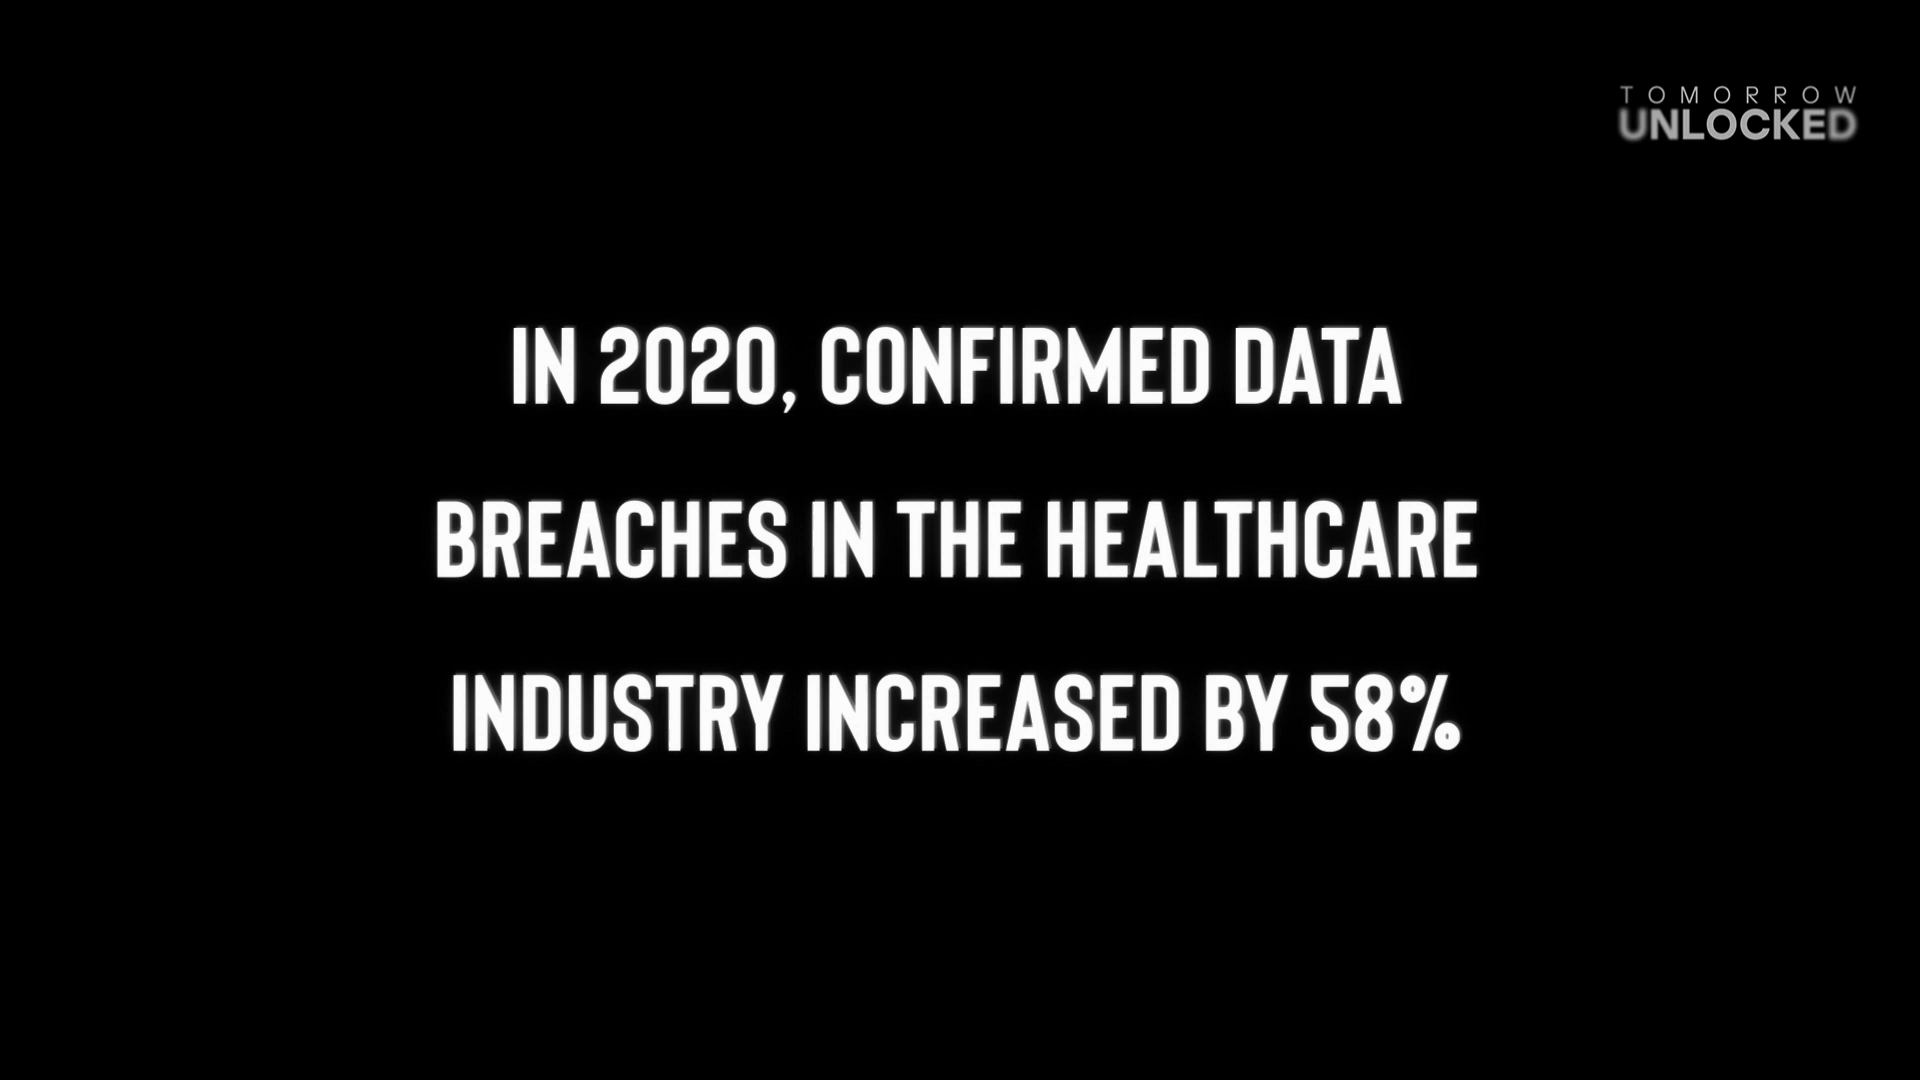 TOMORROW
UNLOCKED
IN 2020, CONFIRMED DATA
BREACHES IN THE HEALTHCARE
INDUSTRY INCREASED BY 58%